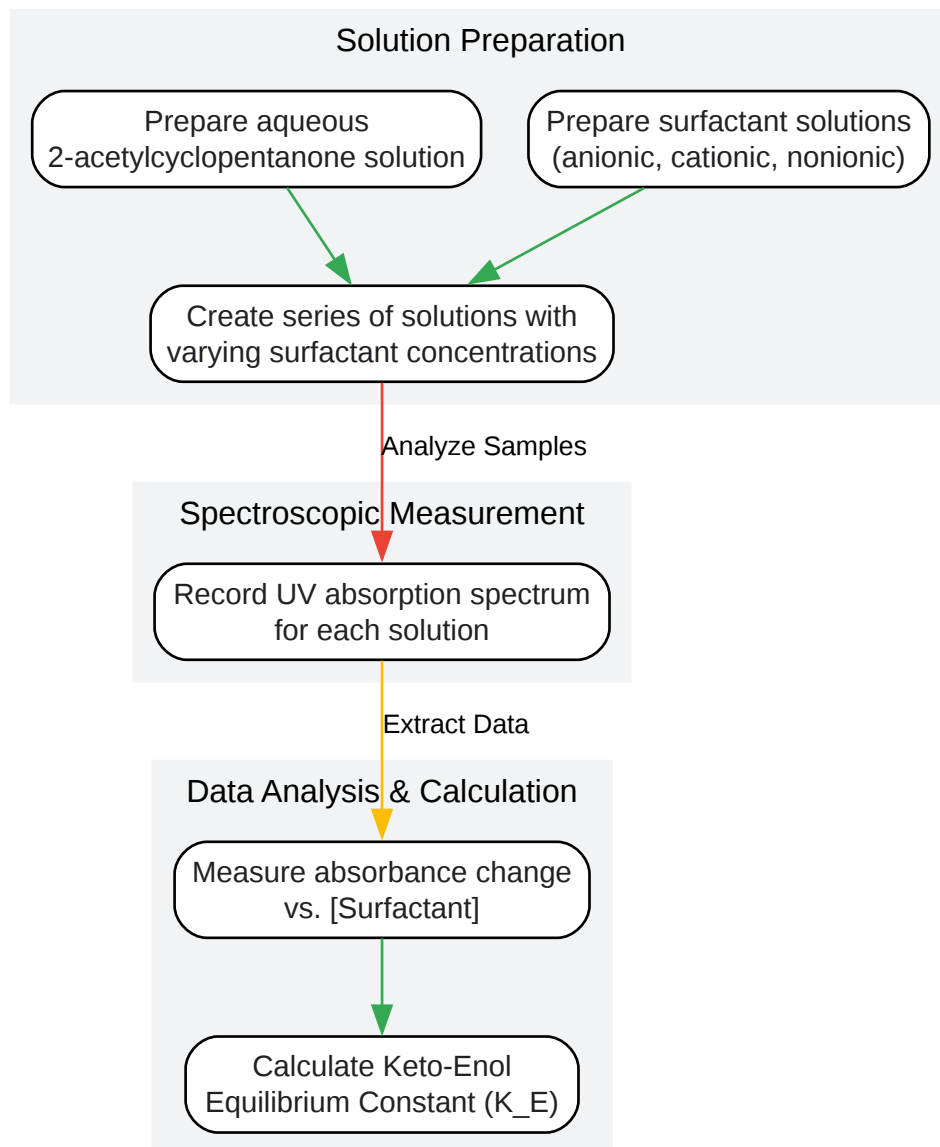 Solution Preparation
Prepare aqueous
2-acetylcyclopentanone solution
Prepare surfactant solutions
(anionic, cationic, nonionic)
Create series of solutions with
varying surfactant concentrations
Analyze Samples
Spectroscopic Measurement
Record UV absorption spectrum
for each solution
Extract Data
Data Analysis & Calculation
Measure absorbance change
vs. [Surfactant]
Calculate Keto-Enol
Equilibrium Constant (K_E)